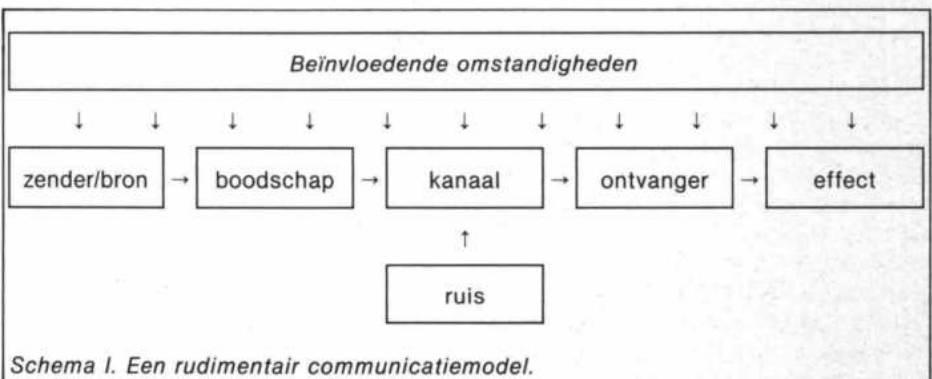 Beïnvloedende omstandigheden
↓ ↓ ↓ ↓ ↓ ↓ ↓ ↓ ↓ ↓ ↓
zender/bron → boodschap → kanaal → ontvanger → effect
↑
ruis
Schema I. Een rudimentair communicatiemodel.